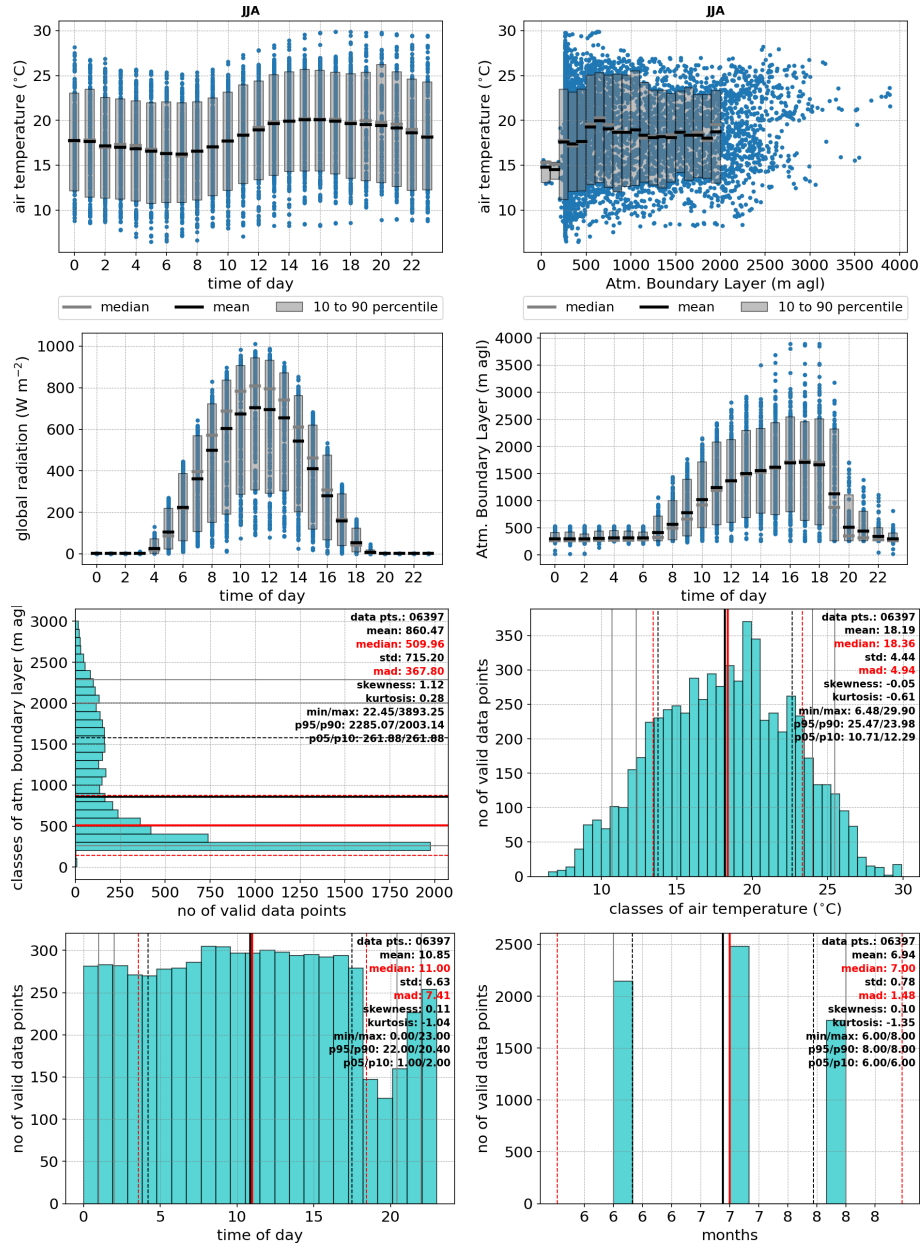 JJA
air temperature (°C)
30
25
20
15
10
0 2 4 6 8 10 12 14 16 18 20 22
time of day
median mean 10 to 90 percentile
JJA
air temperature (°C)
30
25
20
15
10
0 500 1000 1500 2000 2500 3000 3500 4000
Atm. Boundary Layer (m agl)
median mean 10 to 90 percentile
global radiation (W m⁻²)
1000
800
600
400
200
0
0 2 4 6 8 10 12 14 16 18 20 22
time of day
Atm. Boundary Layer (m agl)
4000
3500
3000
2500
2000
1500
1000
500
0
0 2 4 6 8 10 12 14 16 18 20 22
time of day
classes of atm. boundary layer (m agl
3000
2500
2000
1500
1000
500
0
data pts.: 06397
mean: 860.47
median: 509.96
std: 715.20
mad: 367.80
skewness: 1.12
kurtosis: 0.28
min/max: 22.45/3893.25
p95/p90: 2285.07/2003.14
p05/p10: 261.88/261.88
0 250 500 750 1000 1250 1500 1750 2000
no of valid data points
no of valid data points
350
300
250
200
150
100
50
0
data pts.: 06397
mean: 18.19
median: 18.36
std: 4.44
mad: 4.94
skewness: -0.05
kurtosis: -0.61
min/max: 6.48/29.90
p95/p90: 25.47/23.98
p05/p10: 10.71/12.29
10 15 20 25 30
classes of air temperature (°C)
no of valid data points
300
250
200
150
100
50
0
data pts.: 06397
mean: 10.85
median: 11.00
std: 6.63
mad: 7.41
skewness: 0.11
kurtosis: -1.04
min/max: 0.00/23.00
p95/p90: 22.00/20.40
p05/p10: 1.00/2.00
0 5 10 15 20
time of day
no of valid data points
2500
2000
1500
1000
500
0
data pts.: 06397
mean: 6.94
median: 7.00
std: 0.78
mad: 1.48
skewness: 0.10
kurtosis: -1.35
min/max: 6.00/8.00
p95/p90: 8.00/8.00
p05/p10: 6.00/6.00
6 6 6 7 7 7 8 8 8 8
months